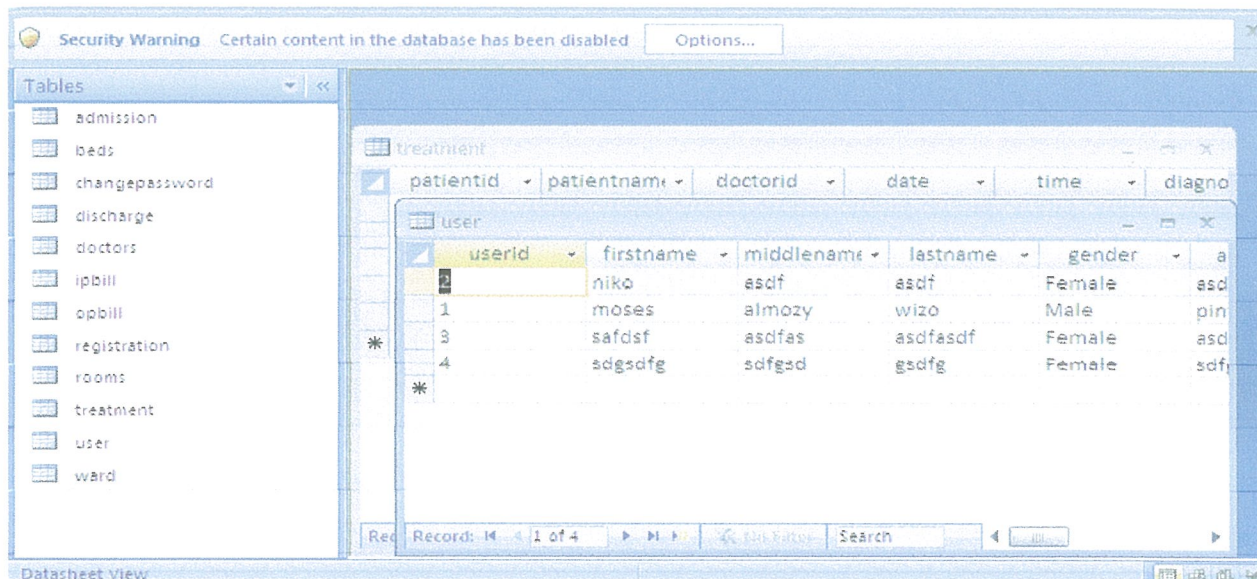 Security Warning Certain content in the database has been disabled Options...
Tables
admission
beds
changepassword
discharge
doctors
ipbill
opbill
registration
rooms
treatment
user
ward
treatment
patientid patientname doctorid date time diagno
user
userid firstname middlename lastname gender a
2 niko asdf asdf Female asd
1 moses almozy wizo Male pin
3 safdsf asdfas asdfasdf Female asd
4 sdgsdfg sdfgsd gsdfg Female sdf
Rec Record: 1 of 4 No Filter Search
Datasheet View